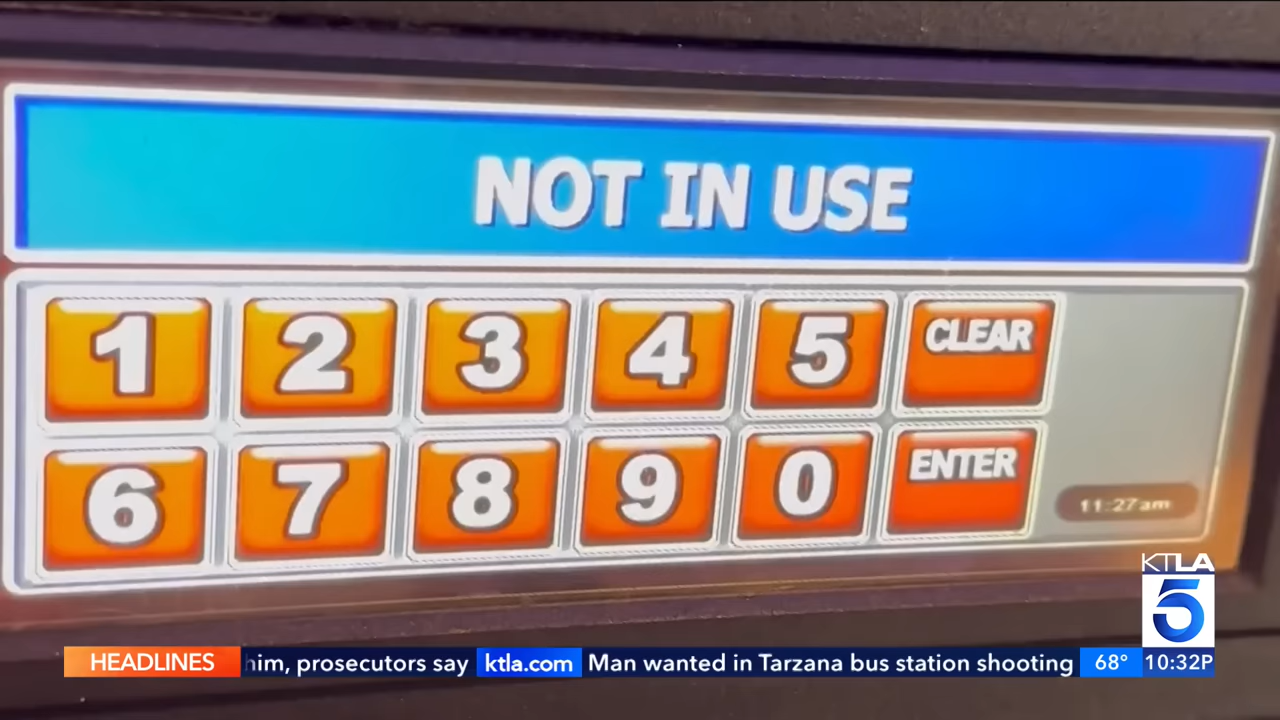 NOT IN USE
1 2 3 4 5 CLEAR
6 7 8 9 0 ENTER
11:27am
KTLA
5
HEADLINES him, prosecutors say ktla.com Man wanted in Tarzana bus station shooting 68° 10:32P